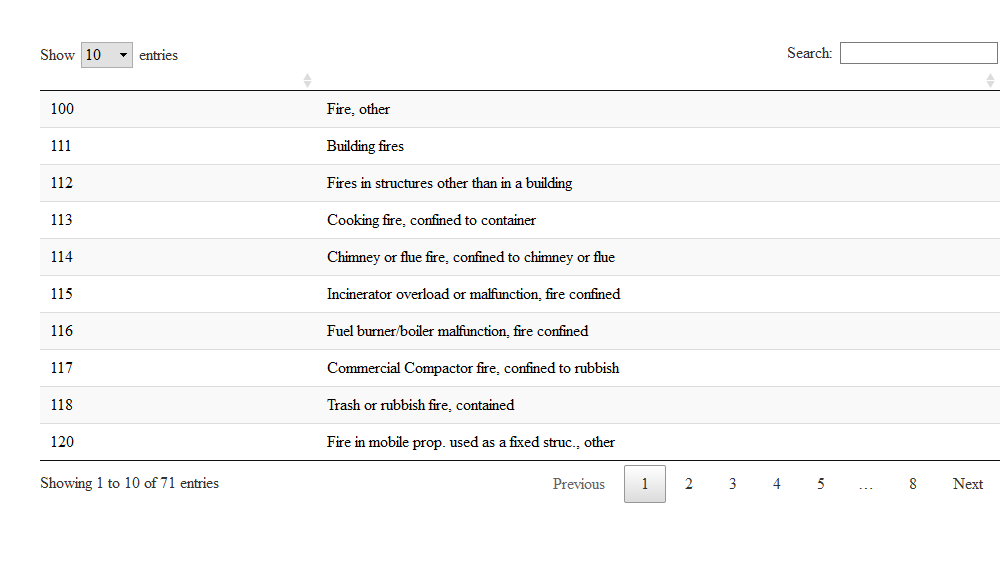 Show 10 entries
Search:
100 Fire, other
111 Building fires
112 Fires in structures other than in a building
113 Cooking fire, confined to container
114 Chimney or flue fire, confined to chimney or flue
115 Incinerator overload or malfunction, fire confined
116 Fuel burner/boiler malfunction, fire confined
117 Commercial Compactor fire, confined to rubbish
118 Trash or rubbish fire, contained
120 Fire in mobile prop. used as a fixed struc., other
Showing 1 to 10 of 71 entries
Previous 1 2 3 4 5 … 8 Next